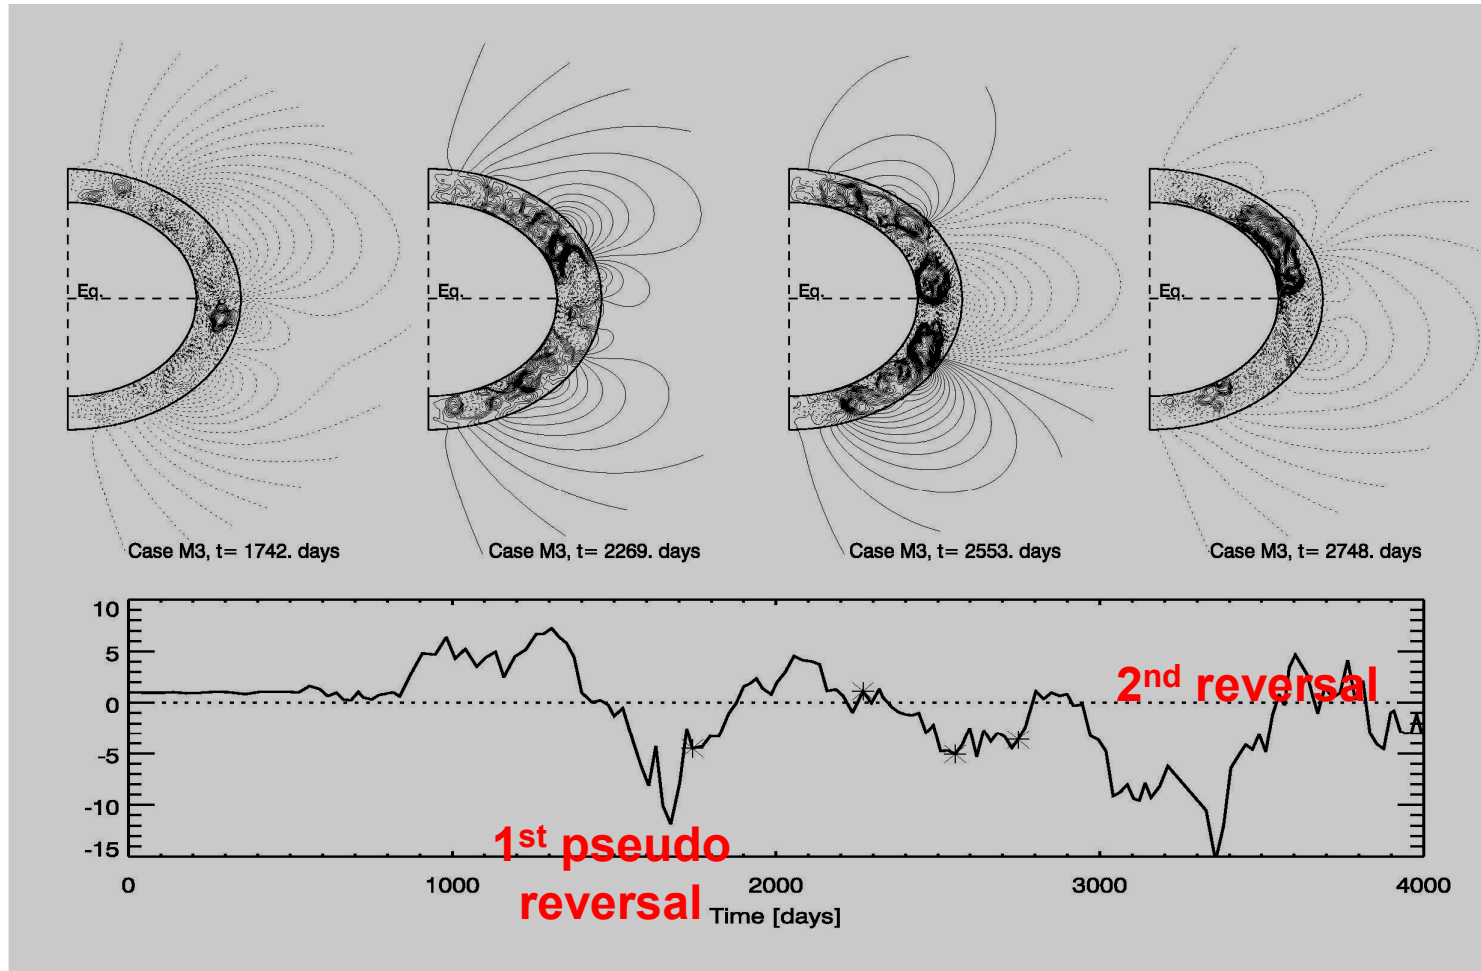 Eq.
Eq.
Eq.
Eq.
Case M3, t= 1742. days
Case M3, t= 2269. days
Case M3, t= 2553. days
Case M3, t= 2748. days
10
5
0
-5
-10
-15
2nd reversal
1st pseudo
reversal
0
1000
2000
3000
4000
Time [days]